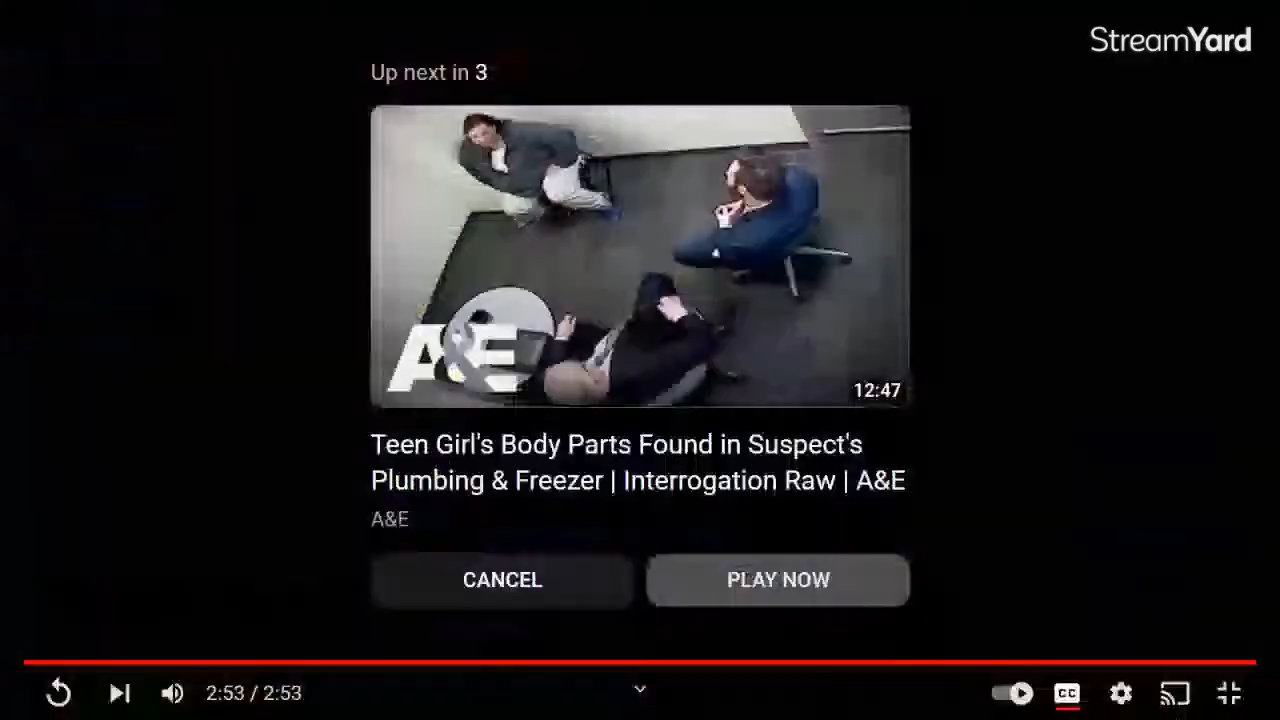 StreamYard
Up next in 3
A&E
12:47
Teen Girl's Body Parts Found in Suspect's
Plumbing & Freezer | Interrogation Raw | A&E
A&E
CANCEL
PLAY NOW
2:53 / 2:53
CC